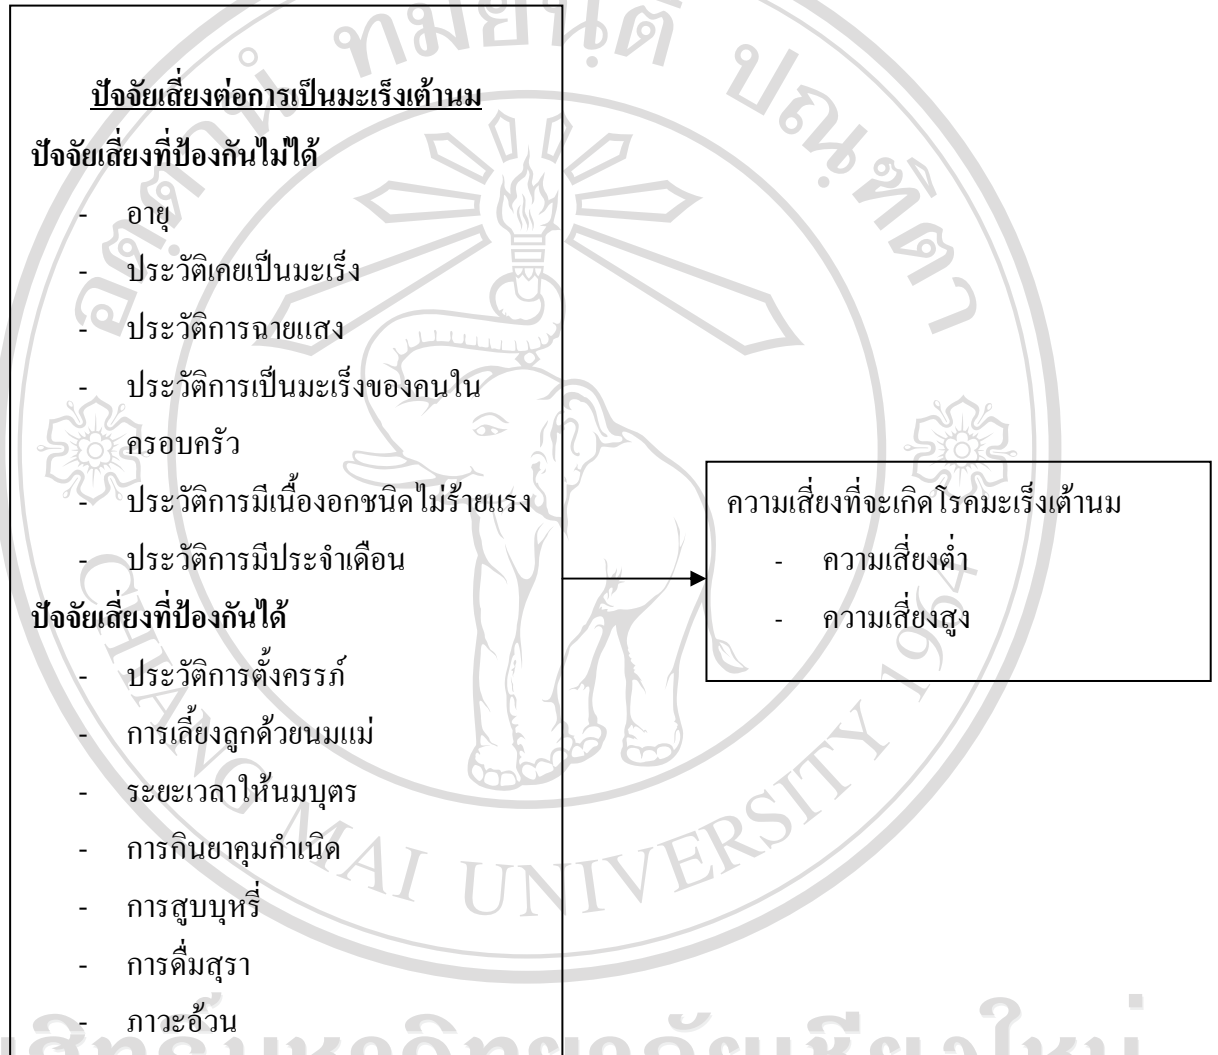 ปัจจัยเสี่ยงต่อการเป็นมะเร็งเต้านม
ปัจจัยเสี่ยงที่ป้องกันไม่ได้
- อายุ
- ประวัติเคยเป็นมะเร็ง
- ประวัติการฉายแสง
- ประวัติการเป็นมะเร็งของคนใน
ครอบครัว
- ประวัติการมีเนื้องอกชนิดไม่ร้ายแรง
- ประวัติการมีประจำเดือน
ปัจจัยเสี่ยงที่ป้องกันได้
- ประวัติการตั้งครรภ์
- การเลี้ยงลูกด้วยนมแม่
- ระยะเวลาให้นมบุตร
- การกินยาคุมกำเนิด
- การสูบบุหรี่
- การดื่มสุรา
- ภาวะอ้วน
ความเสี่ยงที่จะเกิดโรคมะเร็งเต้านม
- ความเสี่ยงต่ำ
- ความเสี่ยงสูง
CHIANG MAI UNIVERSITY 1964